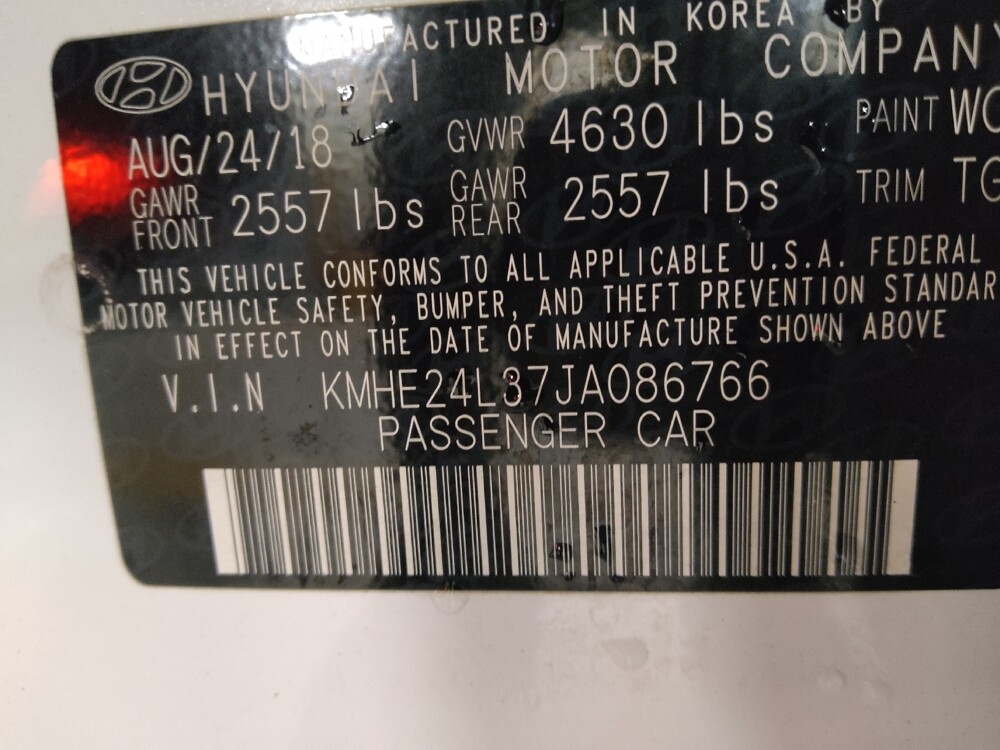 MANUFACTURED IN KOREA BY
HYUNDAI MOTOR COMPANY
AUG/24/18 GVWR 4630 lbs PAINT WC
GAWR FRONT 2557 lbs GAWR REAR 2557 lbs TRIM TG
THIS VEHICLE CONFORMS TO ALL APPLICABLE U.S.A. FEDERAL
MOTOR VEHICLE SAFETY, BUMPER, AND THEFT PREVENTION STANDAR
IN EFFECT ON THE DATE OF MANUFACTURE SHOWN ABOVE
V.I.N KMHE24L37JA086766
PASSENGER CAR